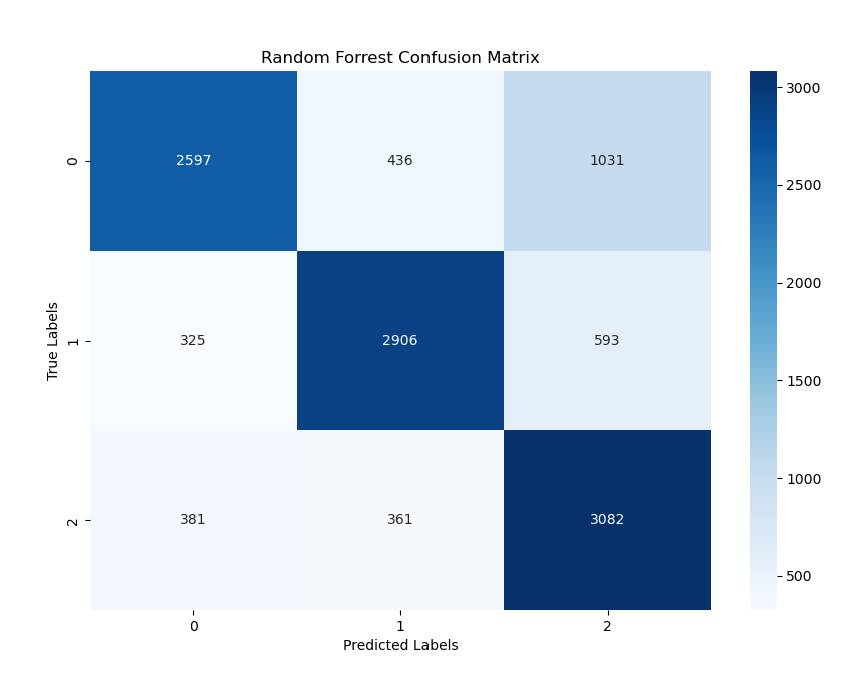 Random Forrest Confusion Matrix
3000
2597 436 1031
0
2500
2000
325 2906 593
1
True Labels
1500
1000
381 361 3082
2
500
0 1 2
Predicted Labels